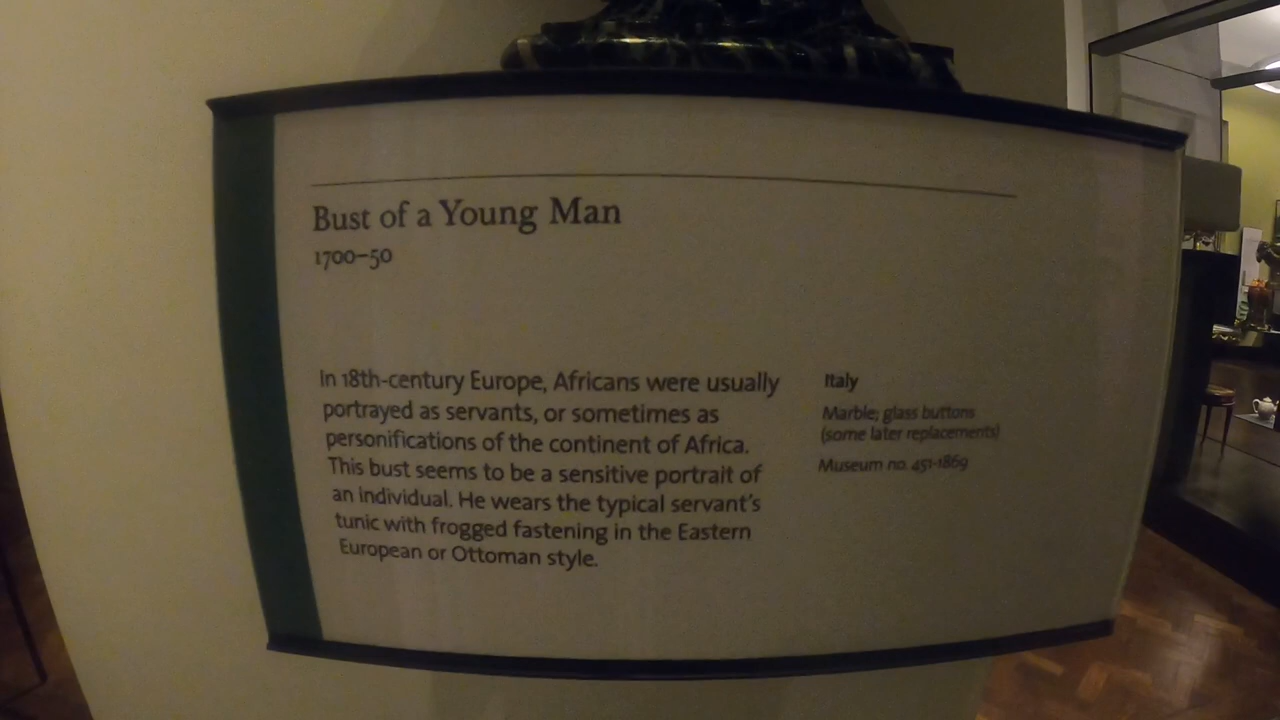 Bust of a Young Man
1700–50
In 18th-century Europe, Africans were usually
portrayed as servants, or sometimes as
personifications of the continent of Africa.
This bust seems to be a sensitive portrait of
an individual. He wears the typical servant's
tunic with frogged fastening in the Eastern
European or Ottoman style.
Italy
Marble; glass buttons
(some later replacements)
Museum no. 451-1869